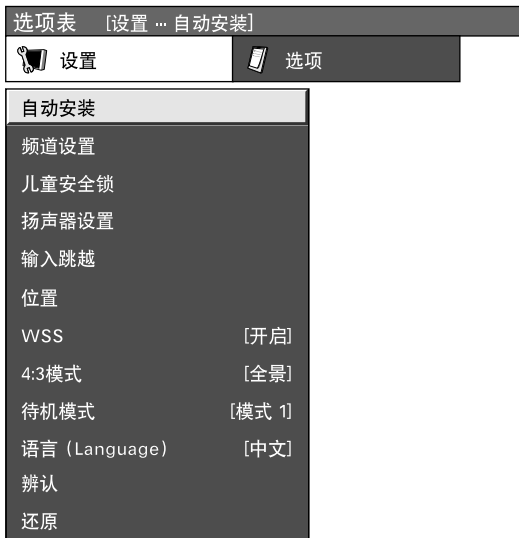 选项表 [设置 ... 自动安装]
设置 选项
自动安装
频道设置
儿童安全锁
扬声器设置
输入跳越
位置
WSS [开启]
4:3模式 [全景]
待机模式 [模式 1]
语言 (Language) [中文]
辨认
还原